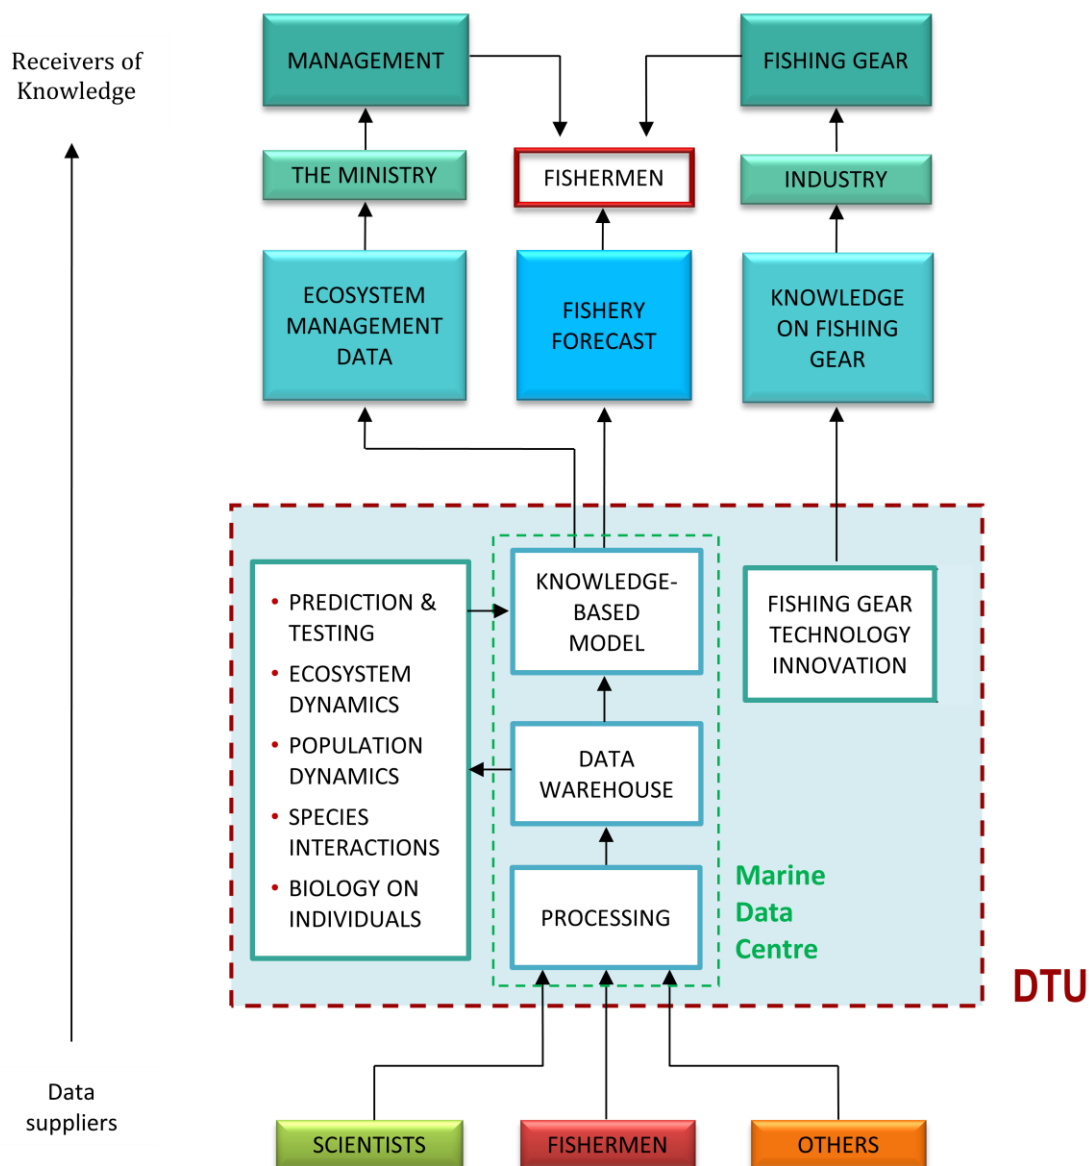 Receivers of
Knowledge
MANAGEMENT
FISHING GEAR
THE MINISTRY
FISHERMEN
INDUSTRY
ECOSYSTEM
MANAGEMENT
DATA
FISHERY
FORECAST
KNOWLEDGE
ON FISHING
GEAR
• PREDICTION &
TESTING
• ECOSYSTEM
DYNAMICS
• POPULATION
DYNAMICS
• SPECIES
INTERACTIONS
• BIOLOGY ON
INDIVIDUALS
KNOWLEDGE-
BASED
MODEL
DATA
WAREHOUSE
PROCESSING
FISHING GEAR
TECHNOLOGY
INNOVATION
Marine
Data
Centre
DTU
Data
suppliers
SCIENTISTS
FISHERMEN
OTHERS